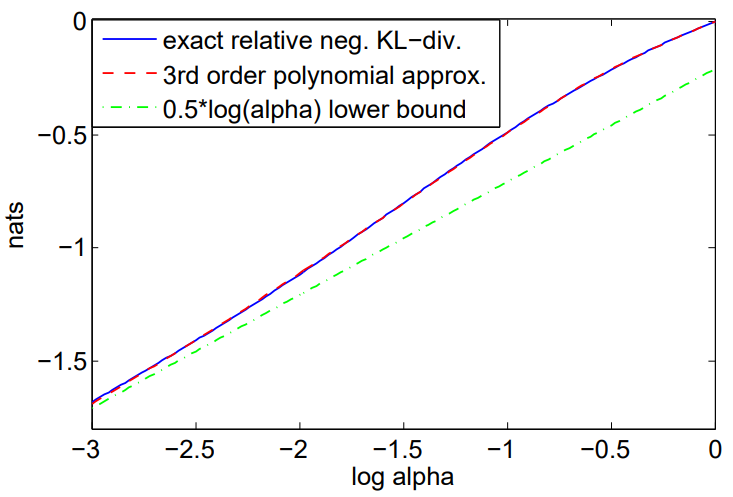 exact relative neg. KL−div.
3rd order polynomial approx.
0.5*log(alpha) lower bound
0
−0.5
−1
−1.5
nats
−3 −2.5 −2 −1.5 −1 −0.5 0
log alpha